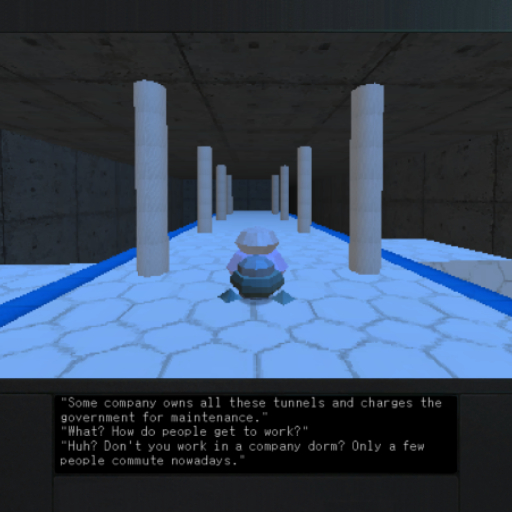 "Some company owns all these tunnels and charges the
government for maintenance."
"What? How do people get to work?"
"Huh? Don't you work in a company dorm? Only a few
people commute nowadays."